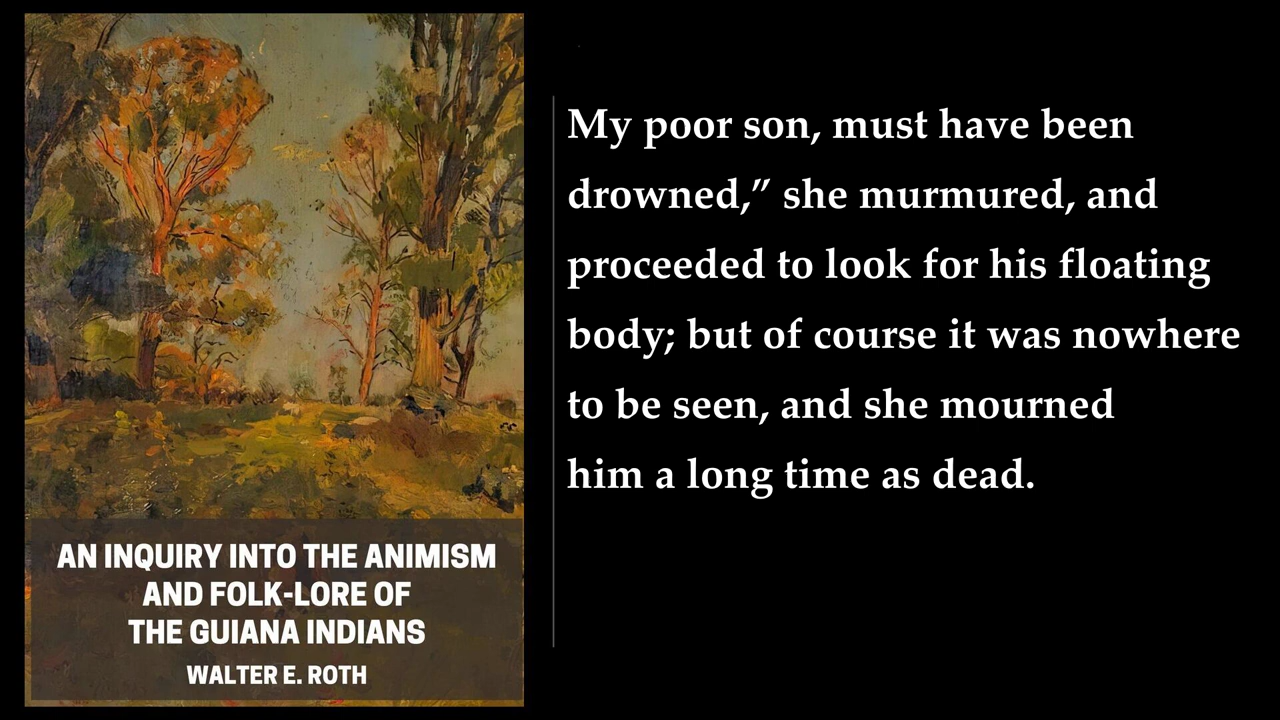 My poor son, must have been
drowned,” she murmured, and
proceeded to look for his floating
body; but of course it was nowhere
to be seen, and she mourned
him a long time as dead.
AN INQUIRY INTO THE ANIMISM
AND FOLK-LORE OF
THE GUIANA INDIANS
WALTER E. ROTH